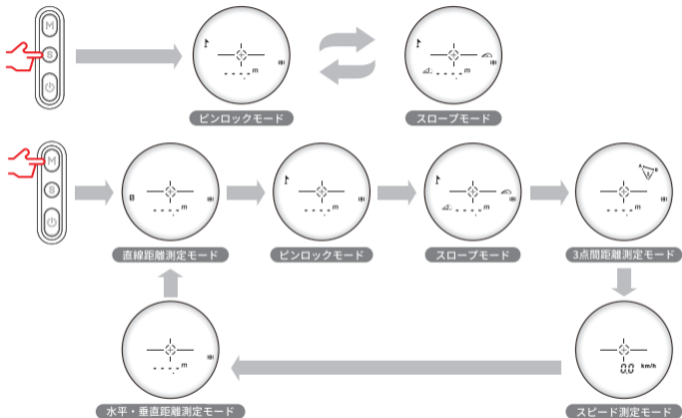 M
S
m
m
ピンロックモード
スロープモード
M
S
m
m
m
A B
直線距離測定モード
ピンロックモード
スロープモード
3点間距離測定モード
m
0.0 km/h
水平・垂直距離測定モード
スピード測定モード